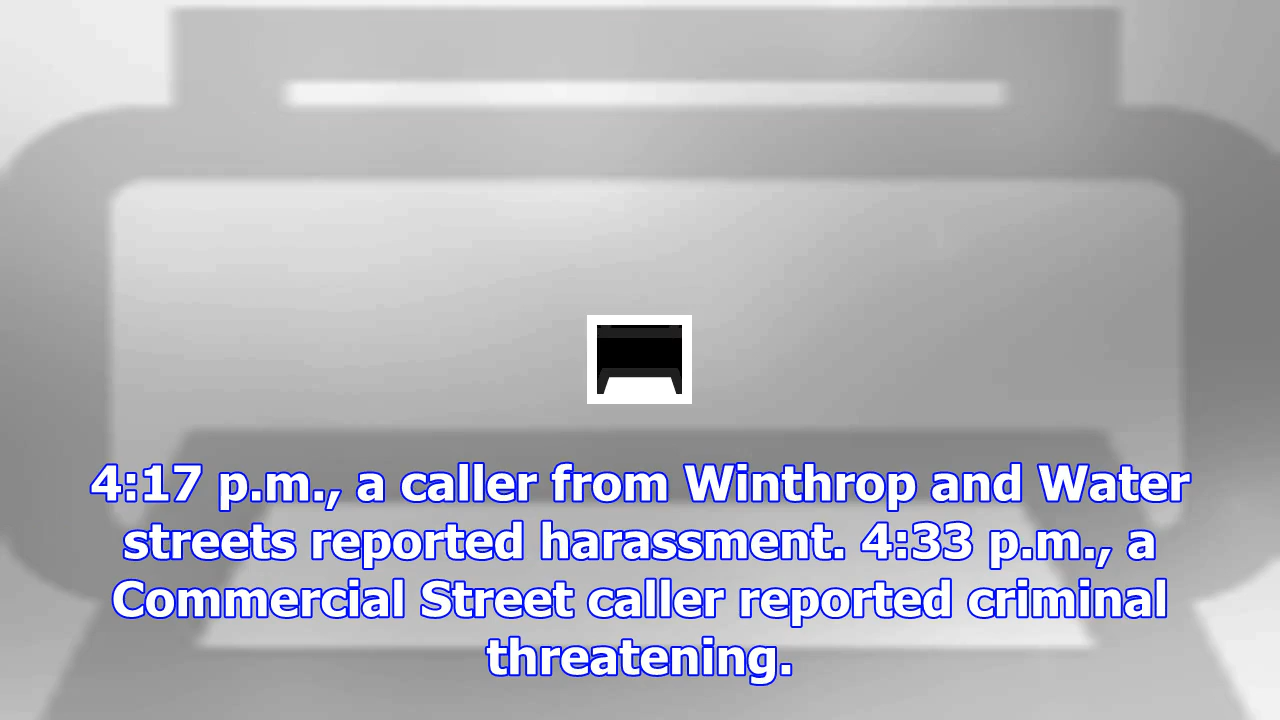 4:17 p.m., a caller from Winthrop and Water
streets reported harassment. 4:33 p.m., a
Commercial Street caller reported criminal
threatening.